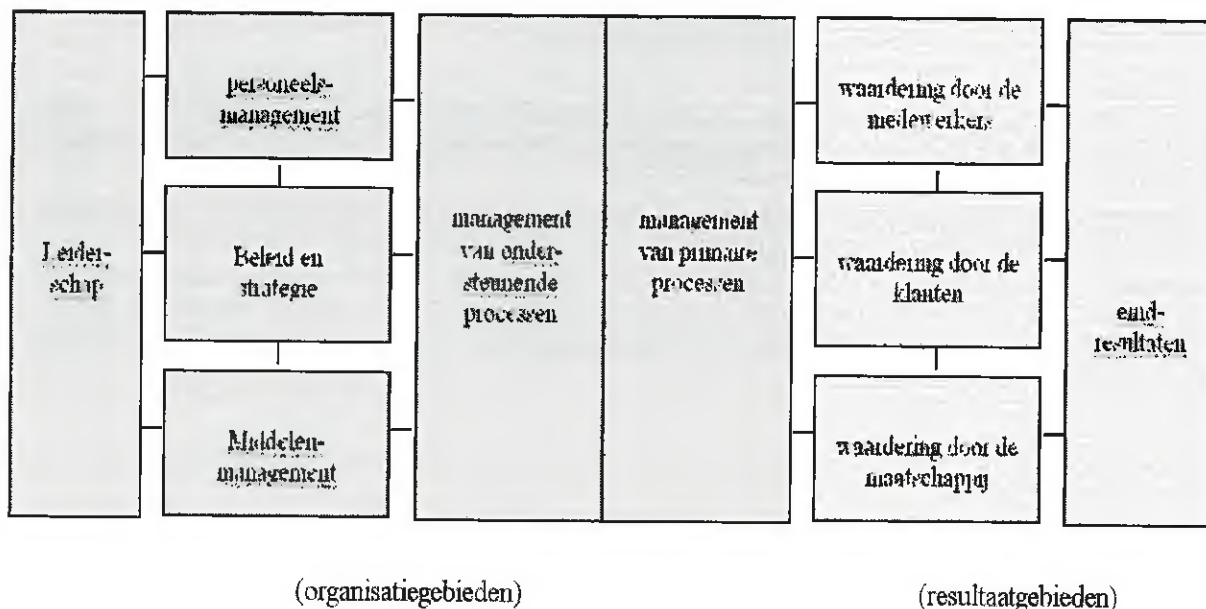 Leider-
schap
personeels-
management
Beleid en
strategie
Middelen-
management
management
van onder-
steunende
processen
management
van primaire
processen
waardering door de
medewerkers
waardering door de
klanten
waardering door de
maatschappij
eind-
resultaten
(organisatiegebieden)
(resultaatgebieden)